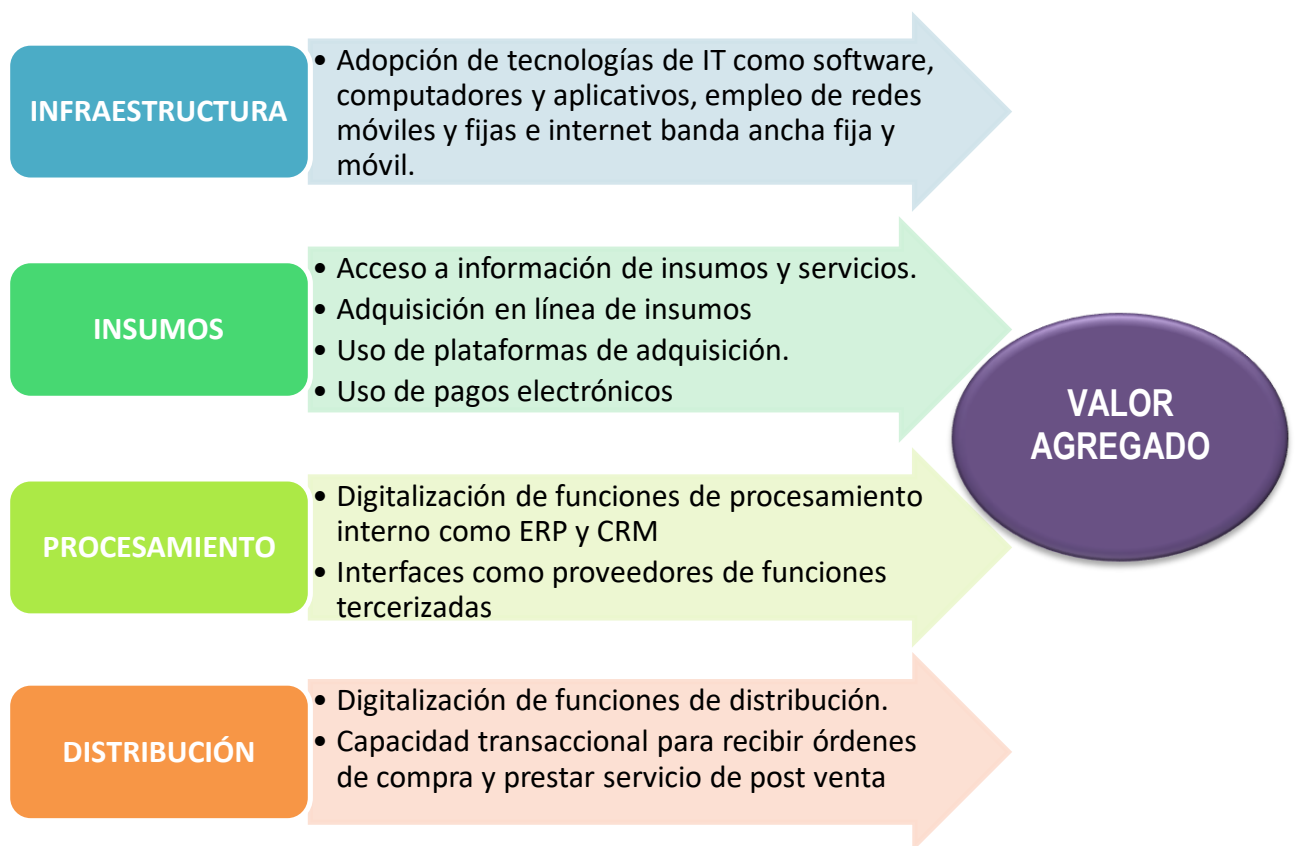 INFRAESTRUCTURA
• Adopción de tecnologías de IT como software,
computadores y aplicativos, empleo de redes
móviles y fijas e internet banda ancha fija y
móvil.
INSUMOS
• Acceso a información de insumos y servicios.
• Adquisición en línea de insumos
• Uso de plataformas de adquisición.
• Uso de pagos electrónicos
PROCESAMIENTO
• Digitalización de funciones de procesamiento
interno como ERP y CRM
• Interfaces como proveedores de funciones
tercerizadas
DISTRIBUCIÓN
• Digitalización de funciones de distribución.
• Capacidad transaccional para recibir órdenes
de compra y prestar servicio de post venta
VALOR
AGREGADO